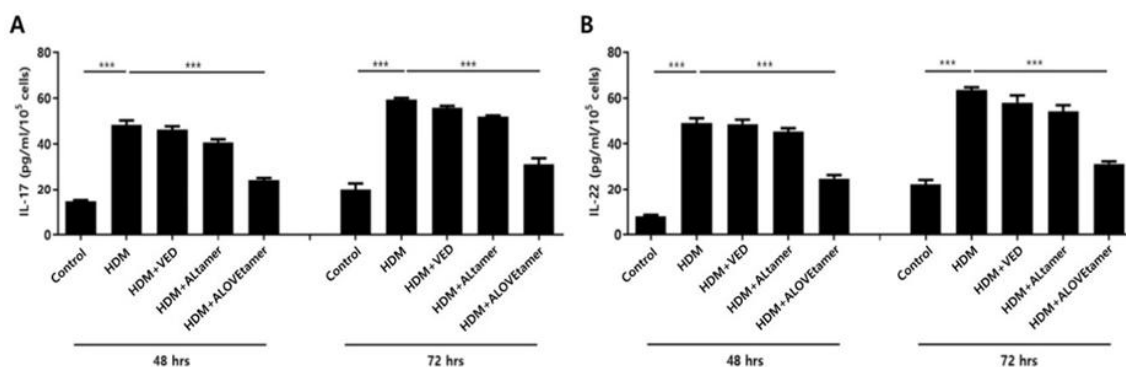 A
IL-17 (pg/ml/10⁵ cells)
80
60
40
20
0
***
***
***
***
Control
HDM
HDM+VED
HDM+ALtamer
HDM+ALOVEtamer
Control
HDM
HDM+VED
HDM+ALtamer
HDM+ALOVEtamer
48 hrs
72 hrs
B
IL-22 (pg/ml/10⁵ cells)
80
60
40
20
0
***
***
***
***
Control
HDM
HDM+VED
HDM+ALtamer
HDM+ALOVEtamer
Control
HDM
HDM+VED
HDM+ALtamer
HDM+ALOVEtamer
48 hrs
72 hrs